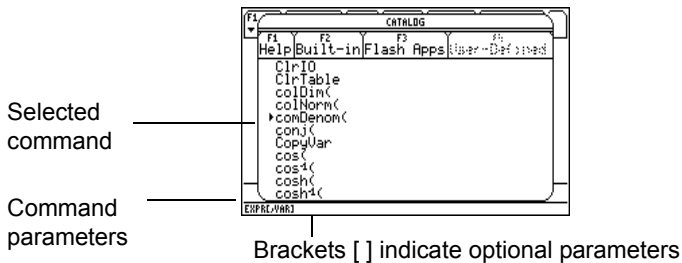 F1
CATALOG
F1 F2 F3 F4
Help Built-in Flash Apps User-Defined
ClrIO
ClrTable
colDim(
colNorm(
▸comDenom(
conj(
CopyVar
cos(
cos⁻¹(
cosh(
cosh⁻¹(
EXPR[,VAR]
Selected
command
Command
parameters
Brackets [ ] indicate optional parameters